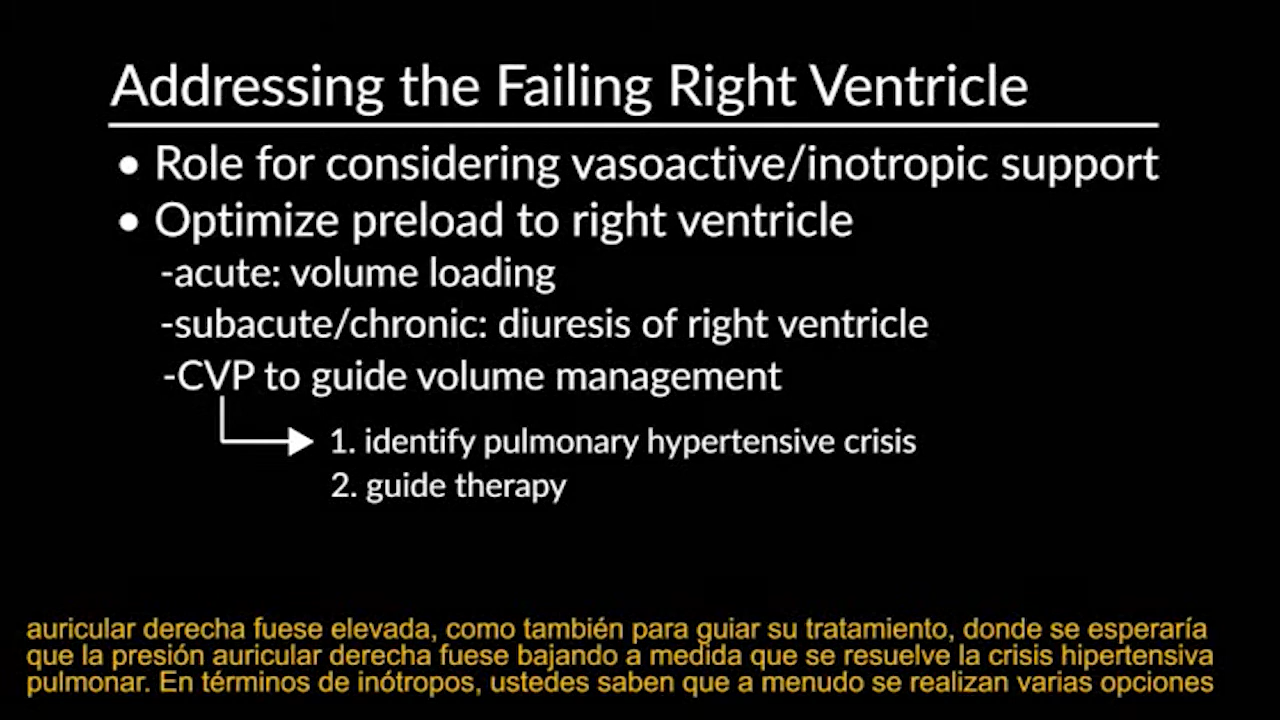 Addressing the Failing Right Ventricle
• Role for considering vasoactive/inotropic support
• Optimize preload to right ventricle
-acute: volume loading
-subacute/chronic: diuresis of right ventricle
-CVP to guide volume management
1. identify pulmonary hypertensive crisis
2. guide therapy
auricular derecha fuese elevada, como también para guiar su tratamiento, donde se esperaría
que la presión auricular derecha fuese bajando a medida que se resuelve la crisis hipertensiva
pulmonar. En términos de inótropos, ustedes saben que a menudo se realizan varias opciones